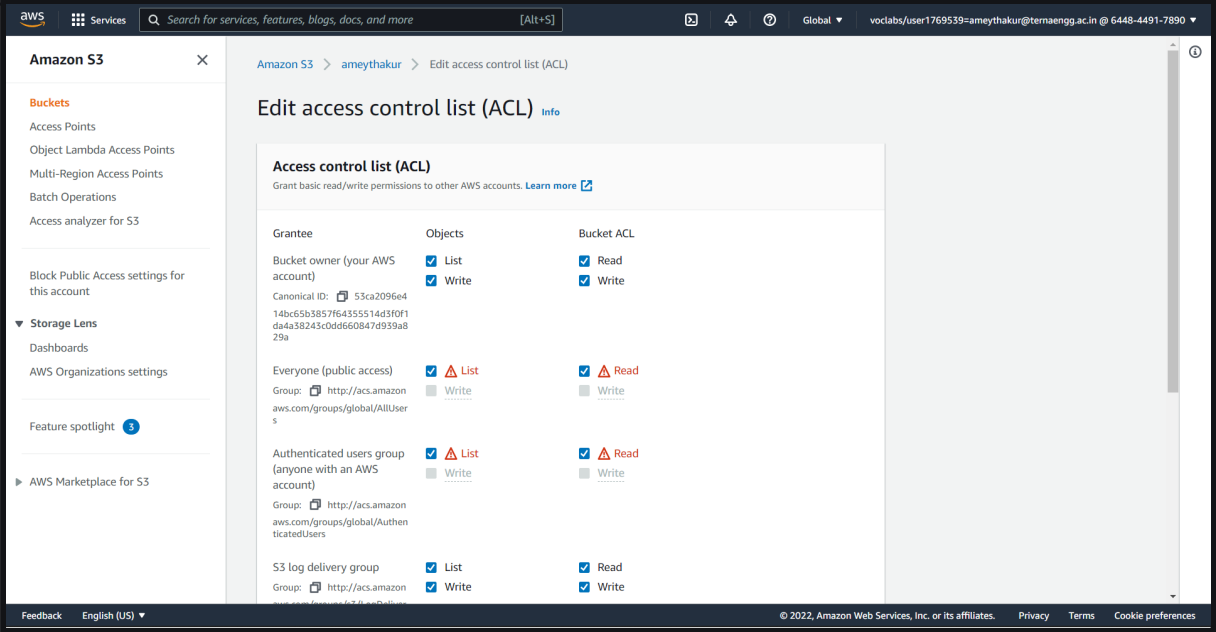 aws
Services
Search for services, features, blogs, docs, and more
[Alt+S]
Global ▼
voclabs/user1769539=ameythakur@ternaengg.ac.in @ 6448-4491-7890 ▼
Amazon S3
Buckets
Access Points
Object Lambda Access Points
Multi-Region Access Points
Batch Operations
Access analyzer for S3
Block Public Access settings for
this account
Storage Lens
Dashboards
AWS Organizations settings
Feature spotlight 3
AWS Marketplace for S3
Amazon S3 > ameythakur > Edit access control list (ACL)
Edit access control list (ACL) Info
Access control list (ACL)
Grant basic read/write permissions to other AWS accounts. Learn more
Grantee Objects Bucket ACL
Bucket owner (your AWS
account)
Canonical ID: 53ca2096e4
14bc65b3857f64355514d3f0f1
da4a38243c0dd660847d939a8
29a
List
Write
Read
Write
Everyone (public access)
Group: http://acs.amazon
aws.com/groups/global/AllUser
s
List
Write
Read
Write
Authenticated users group
(anyone with an AWS
account)
Group: http://acs.amazon
aws.com/groups/global/Authen
ticatedUsers
List
Write
Read
Write
S3 log delivery group
Group: http://acs.amazon
aws.com/groups/s3/LogDeliver
List
Write
Read
Write
Feedback English (US) ▼
© 2022, Amazon Web Services, Inc. or its affiliates. Privacy Terms Cookie preferences